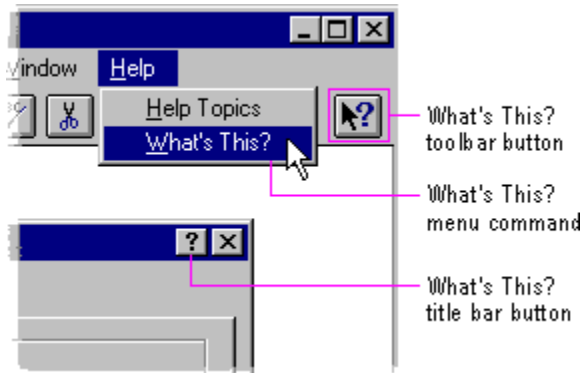 Window Help
Help Topics
What's This?
?
What's This?
toolbar button
What's This?
menu command
?
What's This?
title bar button